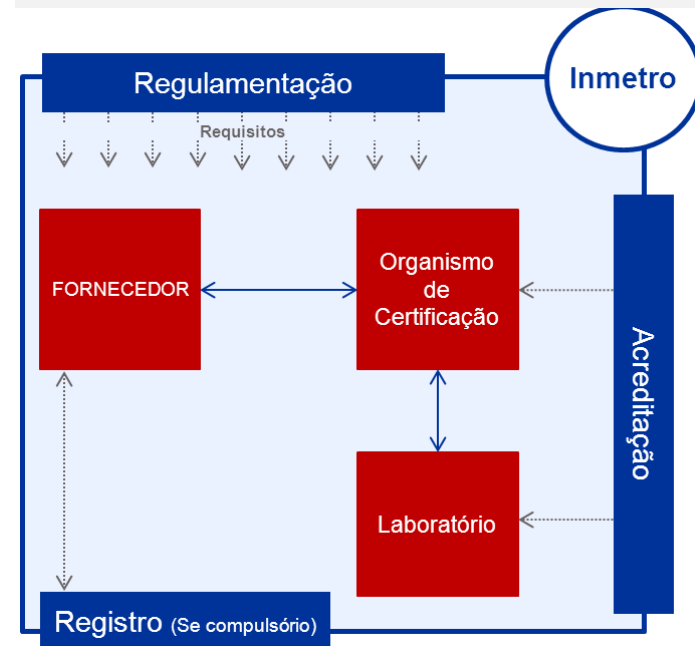 Regulamentação
Inmetro
Requisitos
FORNECEDOR
Organismo
de
Certificação
Acreditação
Laboratório
Registro (Se compulsório)